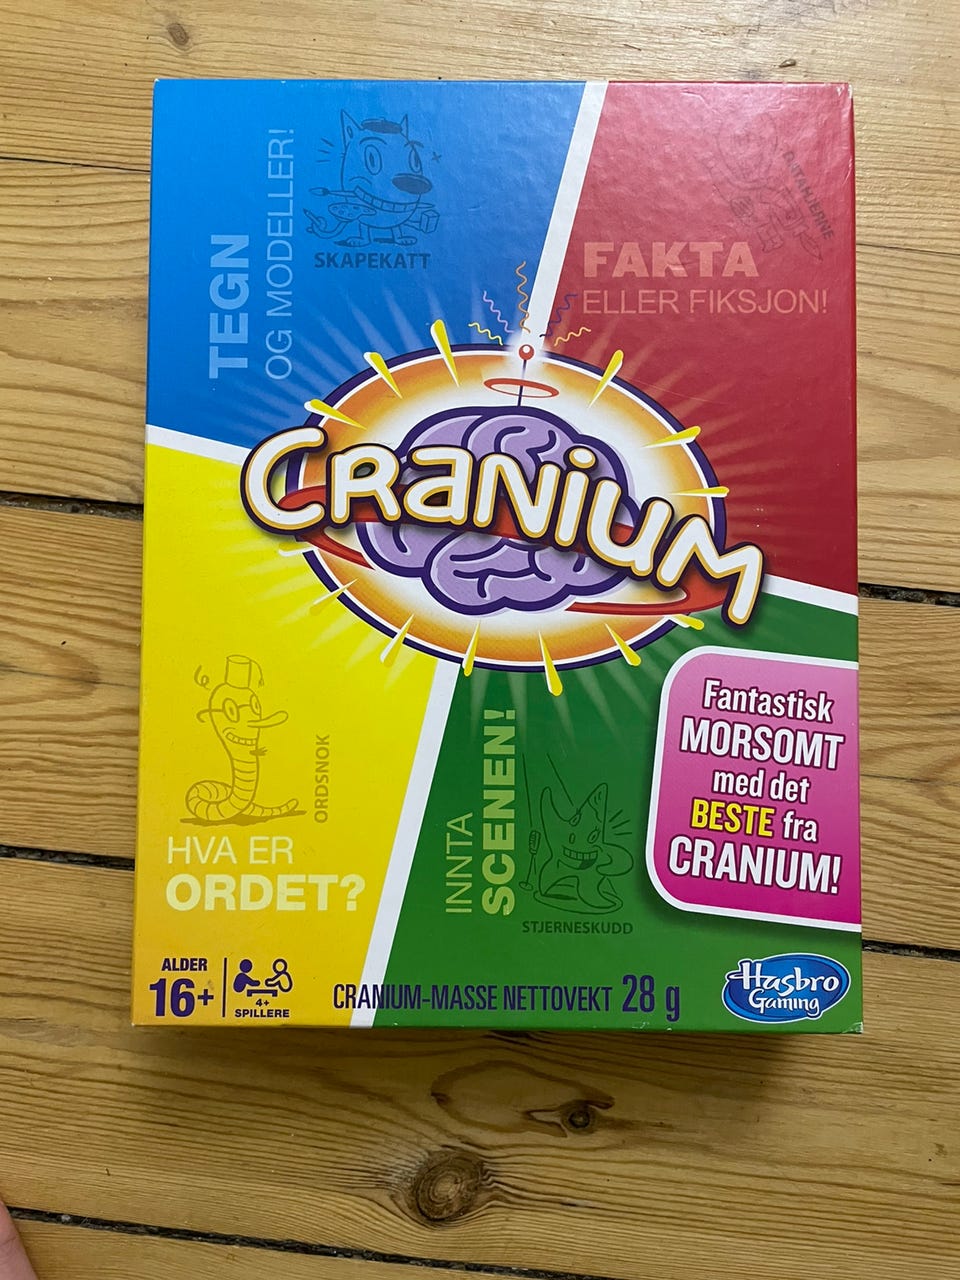 TEGN
OG MODELLER!
SKAPEKATT
DATAHJERNE
FAKTA
ELLER FIKSJON!
CRANIUM
ORDSNOK
HVA ER
ORDET?
INNTA
SCENEN!
STJERNESKUDD
Fantastisk
MORSOMT
med det
BESTE fra
CRANIUM!
ALDER
16+
4+
SPILLERE
CRANIUM-MASSE NETTOVEKT 28 g
Hasbro
Gaming